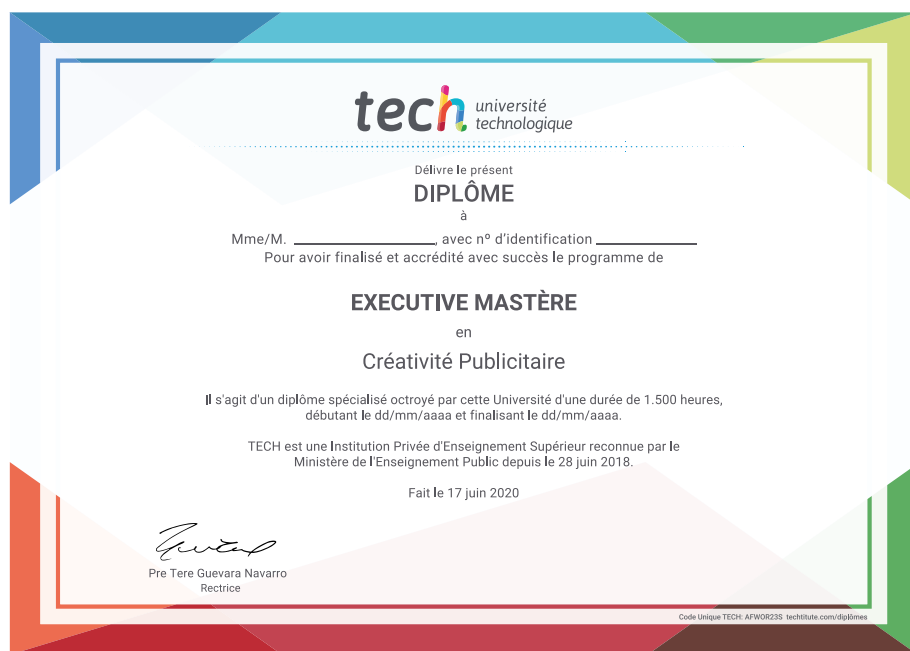 tech université
technologique
Délivre le présent
DIPLÔME
à
Mme/M. ____________, avec nº d'identification ____________
Pour avoir finalisé et accrédité avec succès le programme de
EXECUTIVE MASTÈRE
en
Créativité Publicitaire
Il s'agit d'un diplôme spécialisé octroyé par cette Université d'une durée de 1.500 heures,
débutant le dd/mm/aaaa et finalisant le dd/mm/aaaa.
TECH est une Institution Privée d'Enseignement Supérieur reconnue par le
Ministère de l'Enseignement Public depuis le 28 juin 2018.
Fait le 17 juin 2020
Pre Tere Guevara Navarro
Rectrice
Code Unique TECH: AFWOR23S techtitute.com/diplômes